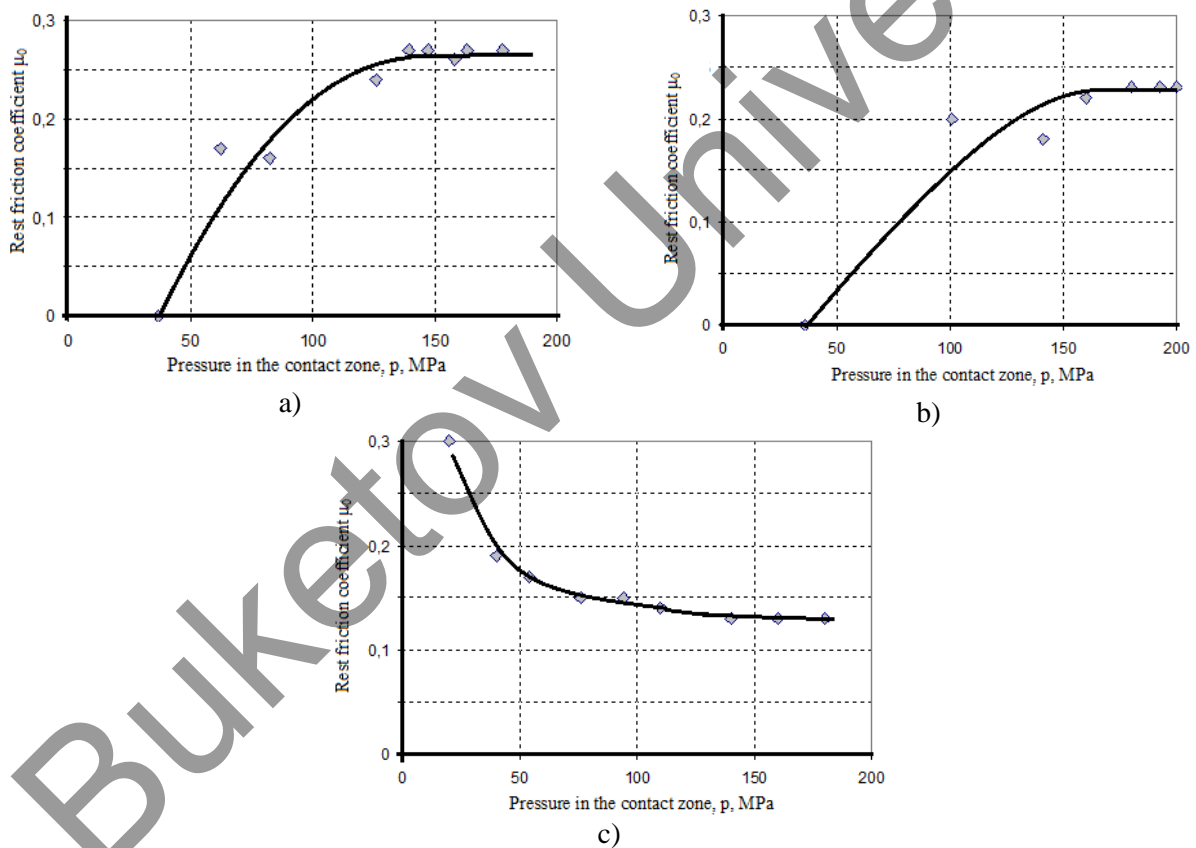 0,3
0,2
0,1
0
Rest friction coefficient μ₀
0 50 100 150 200
Pressure in the contact zone, p, MPa
a)
0,3
0,2
0,1
0
Rest friction coefficient μ₀
0 50 100 150 200
Pressure in the contact zone, p, MPa
b)
0,3
0,2
0,1
0
Rest friction coefficient μ₀
0 50 100 150 200
Pressure in the contact zone, p, MPa
c)
Buketov Unive